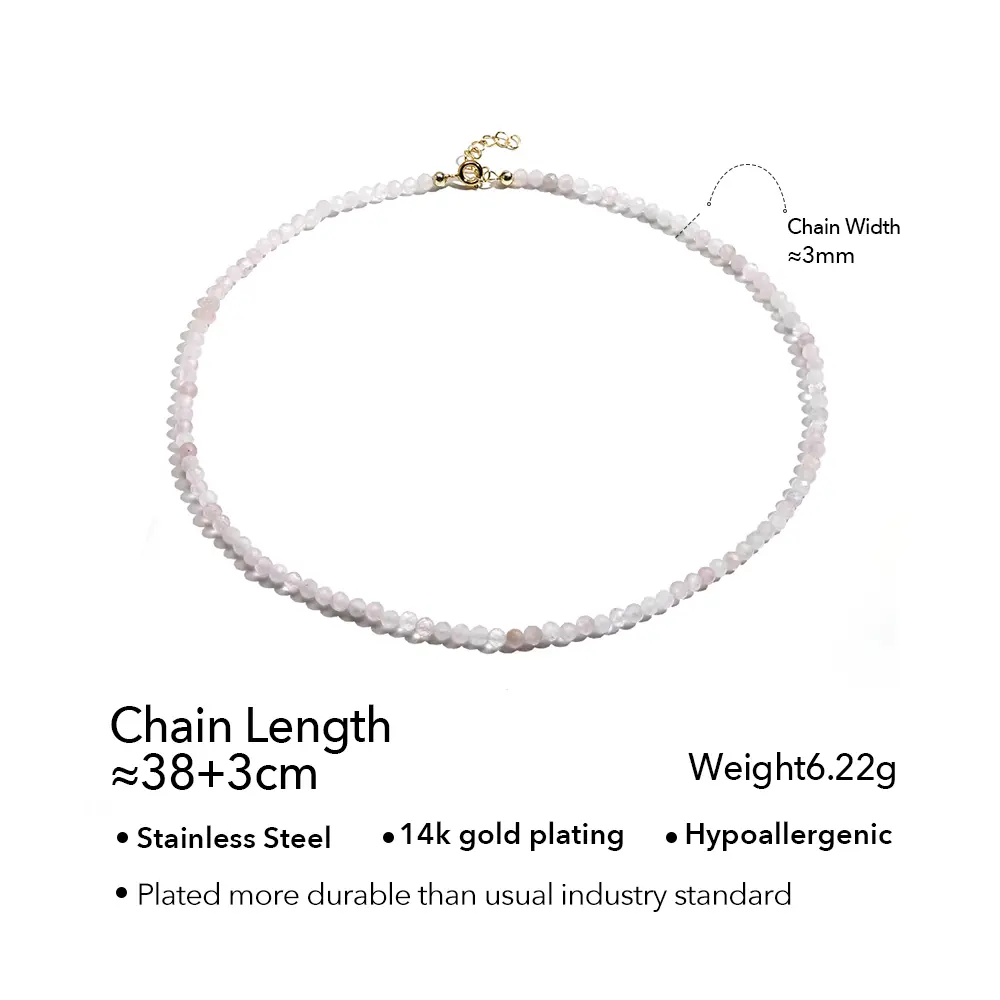 Chain Width
≈3mm
Chain Length
≈38+3cm
Weight6.22g
• Stainless Steel
• 14k gold plating
• Hypoallergenic
• Plated more durable than usual industry standard